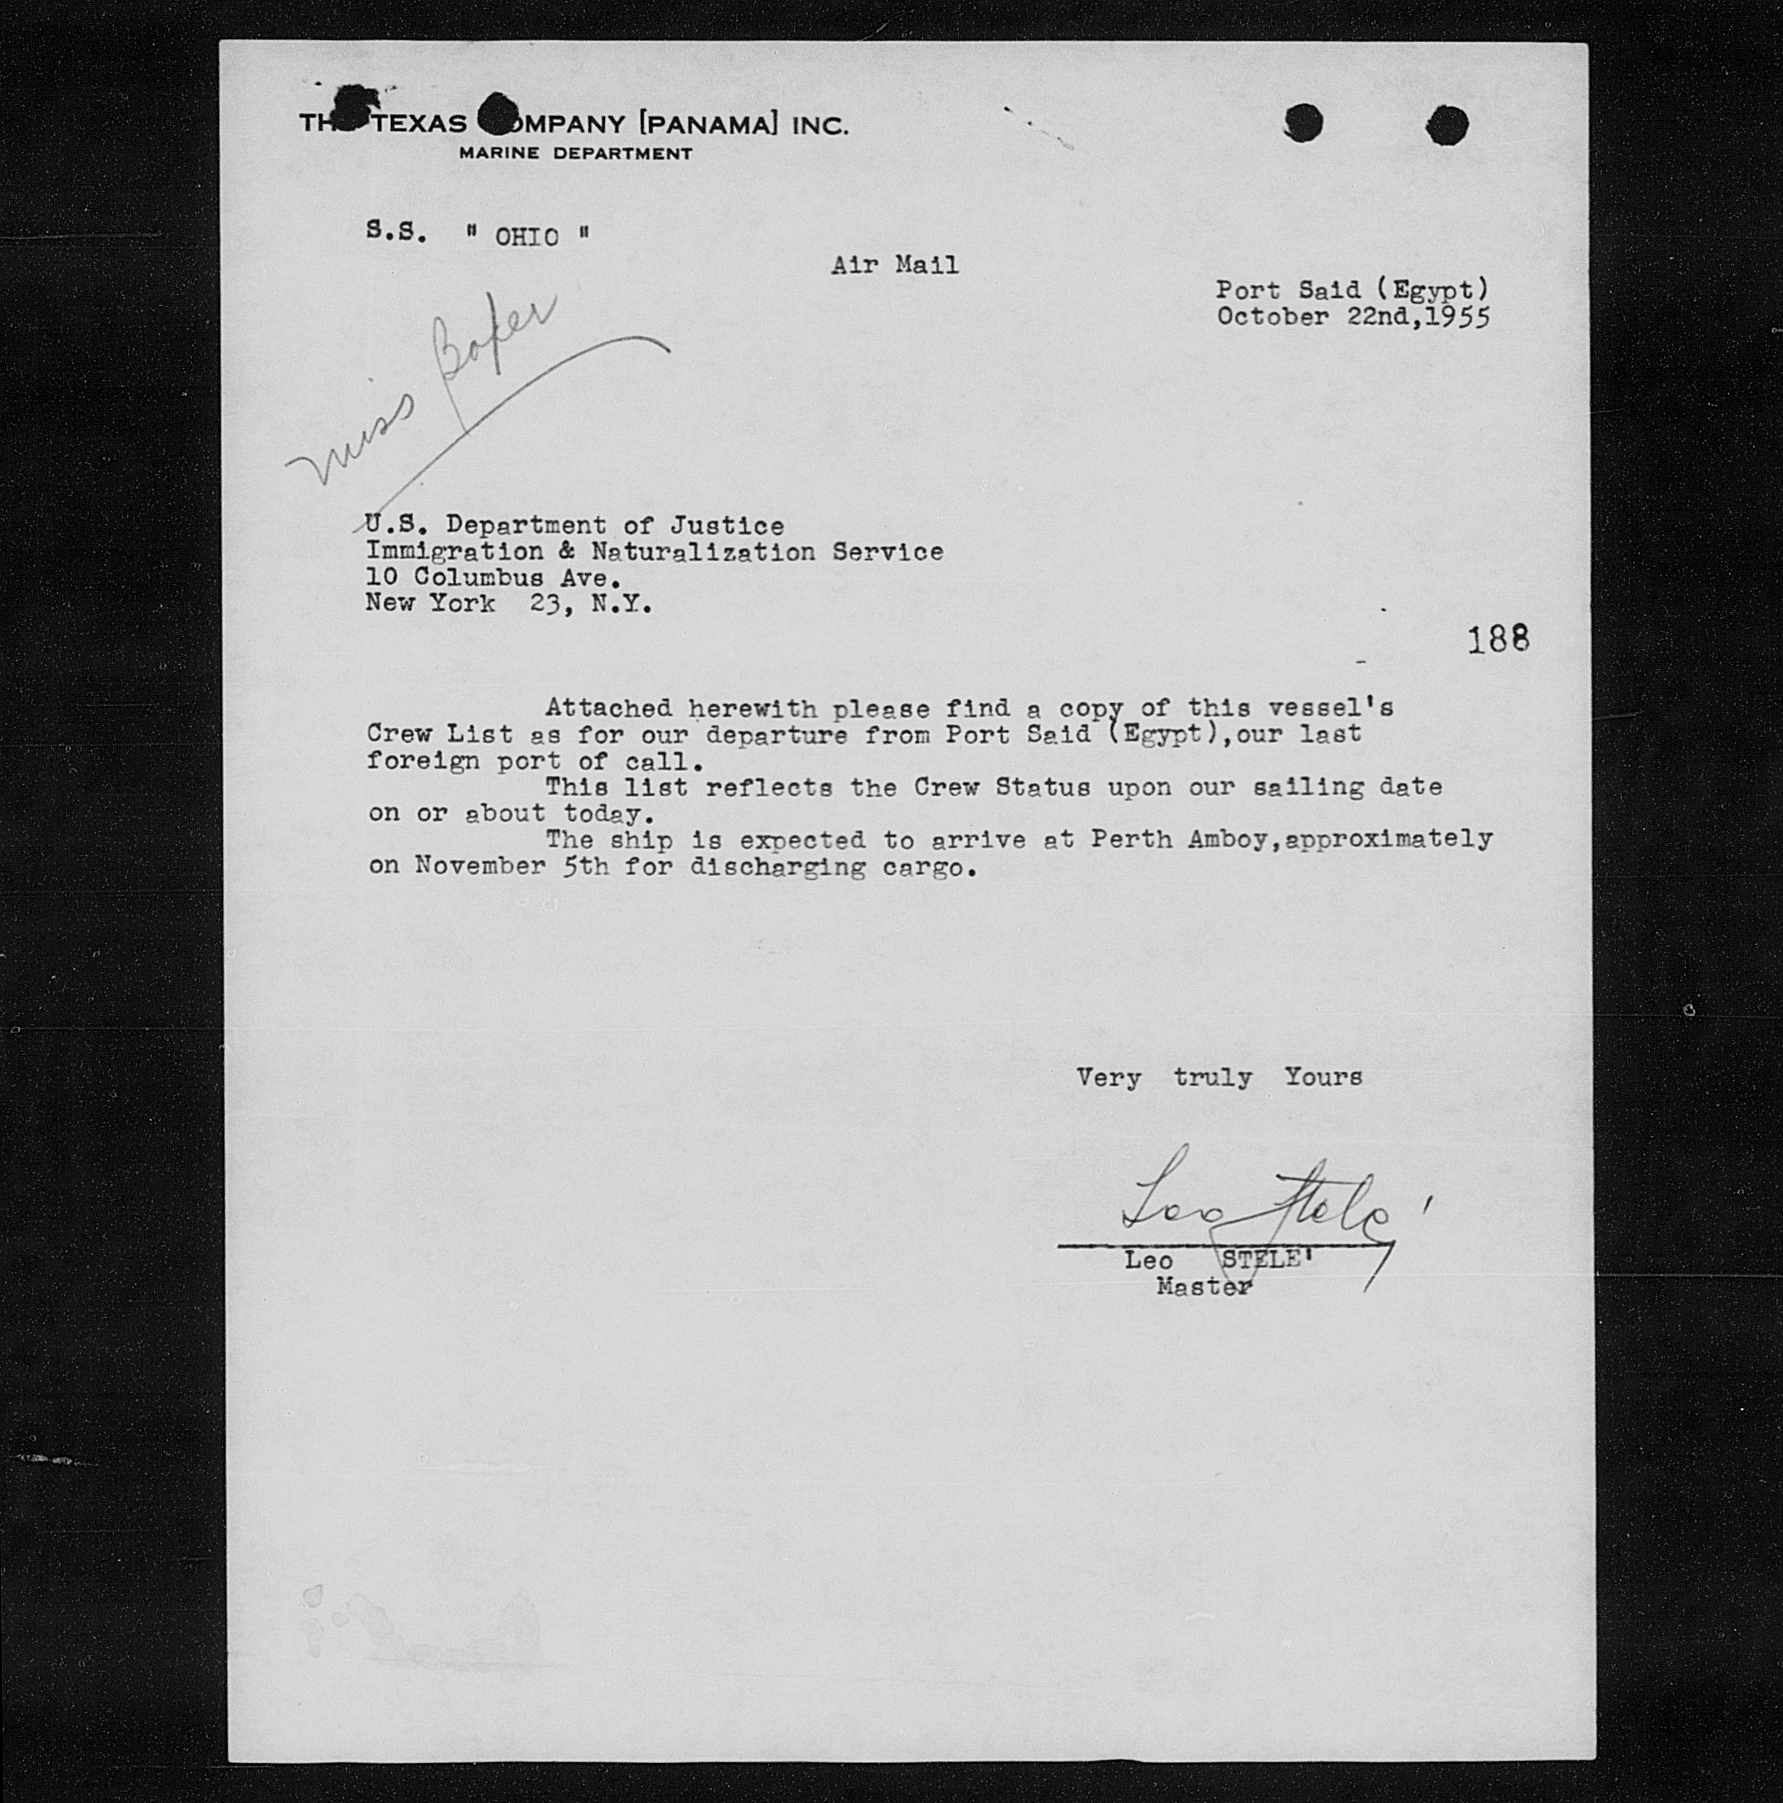 THE TEXAS COMPANY [PANAMA] INC.
MARINE DEPARTMENT
S.S. " OHIO "
Air Mail
Port Said (Egypt)
October 22nd,1955
Miss Baker
U.S. Department of Justice
Immigration & Naturalization Service
10 Columbus Ave.
New York 23, N.Y.
188
Attached herewith please find a copy of this vessel's
Crew List as for our departure from Port Said (Egypt),our last
foreign port of call.
This list reflects the Crew Status upon our sailing date
on or about today.
The ship is expected to arrive at Perth Amboy,approximately
on November 5th for discharging cargo.
Very truly Yours
Leo Stele'
Leo STELE'
Master